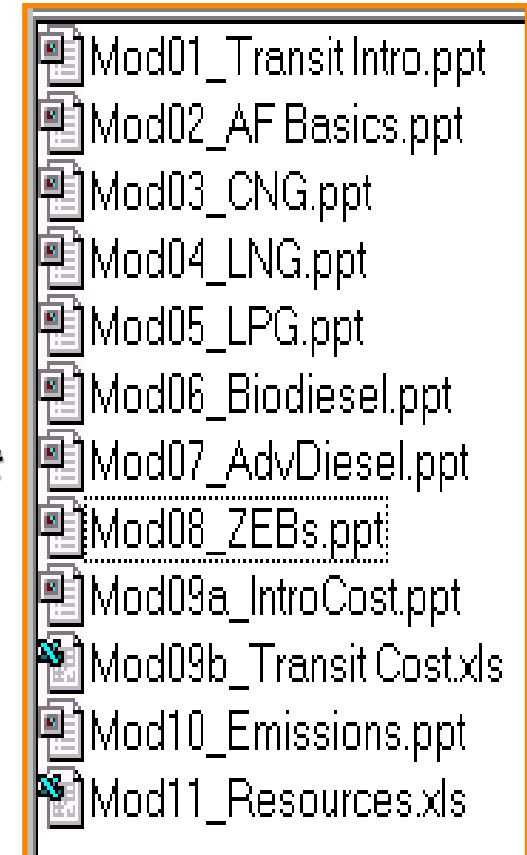 Mod01_Transit Intro.ppt
Mod02_AF Basics.ppt
Mod03_CNG.ppt
Mod04_LNG.ppt
Mod05_LPG.ppt
Mod06_Biodiesel.ppt
Mod07_AdvDiesel.ppt
Mod08_ZEBs.ppt
Mod09a_IntroCost.ppt
Mod09b_Transit Cost.xls
Mod10_Emissions.ppt
Mod11_Resources.xls